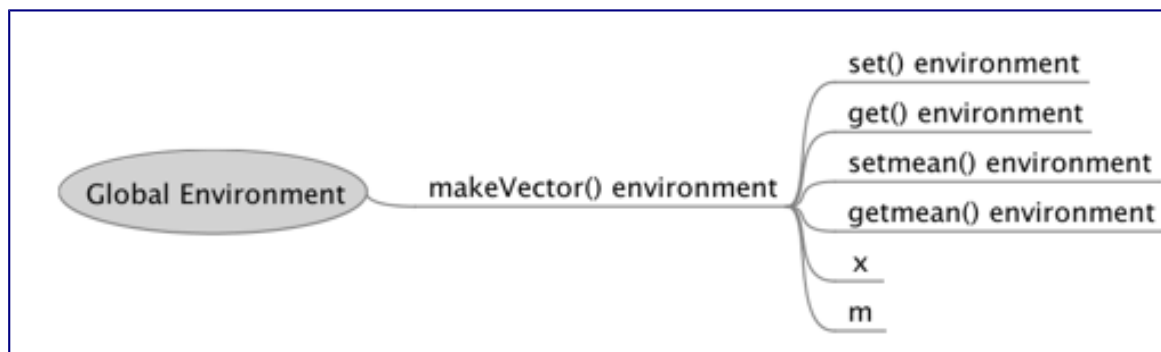 Global Environment
makeVector() environment
set() environment
get() environment
setmean() environment
getmean() environment
x
m